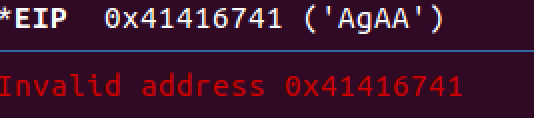 *EIP  0x41416741 ('AgAA')
Invalid address 0x41416741